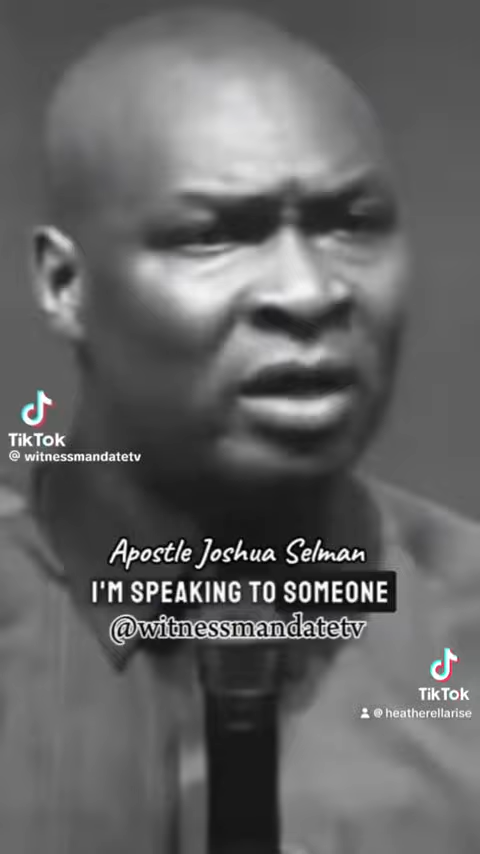 TikTok
@ witnessmandatetv
Apostle Joshua Selman
I'M SPEAKING TO SOMEONE
@witnessmandatetv
TikTok
@ heatherellarise